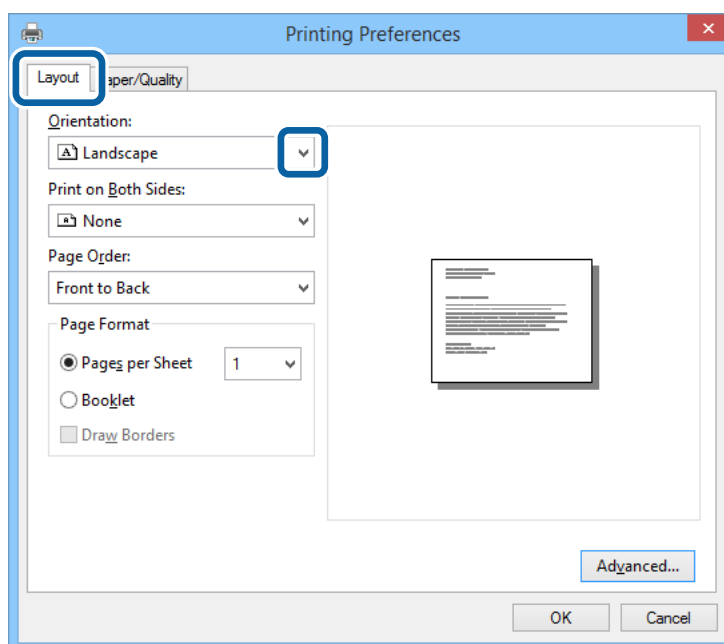 Printing Preferences
Layout
aper/Quality
Orientation:
A Landscape
Print on Both Sides:
None
Page Order:
Front to Back
Page Format
Pages per Sheet 1
Booklet
Draw Borders
Advanced...
OK Cancel